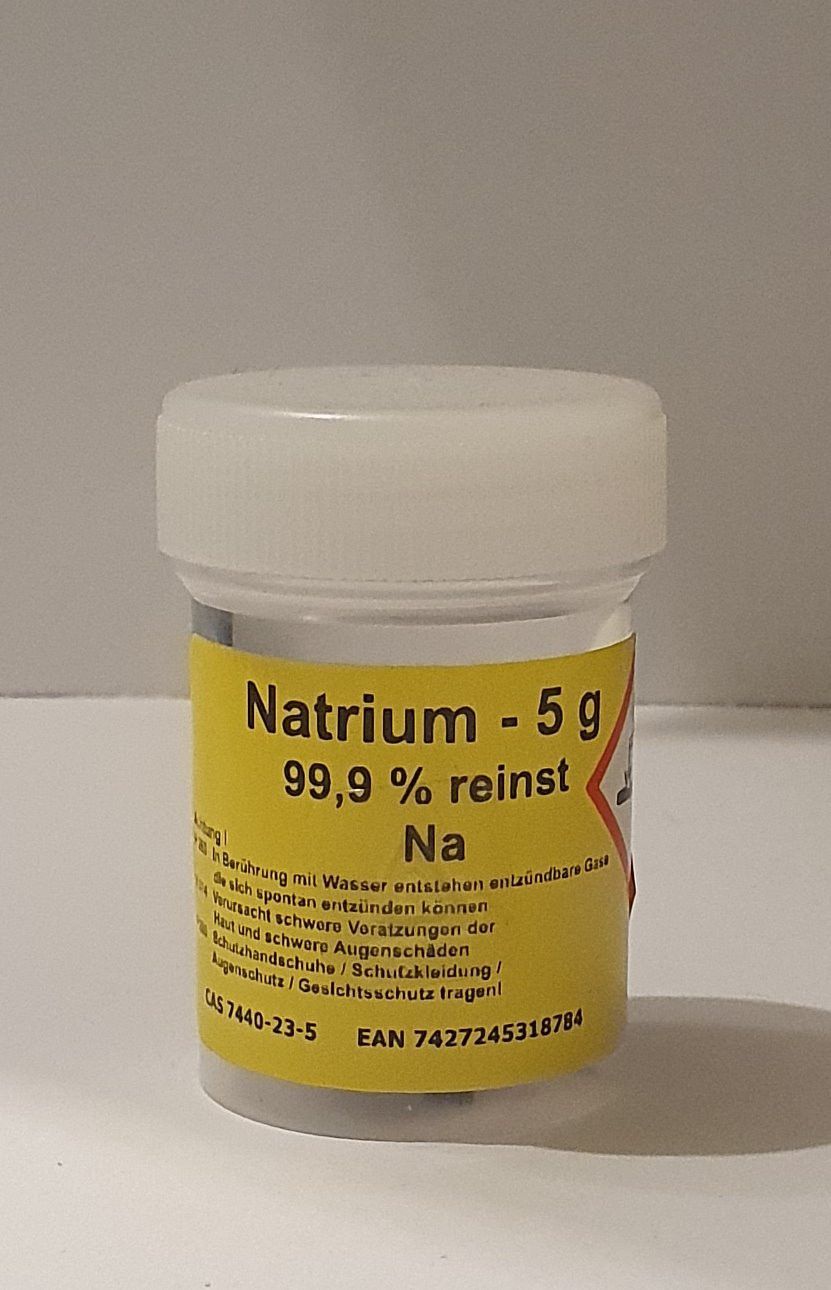 Natrium - 5 g
99,9 % reinst
Na
In Berührung mit Wasser entstehen entzündbare Gase
die sich spontan entzünden können
Verursacht schwere Verätzungen der
Haut und schwere Augenschäden
Schutzhandschuhe / Schutzkleidung /
Augenschutz / Gesichtsschutz tragen!
CAS 7440-23-5 EAN 7427245318784